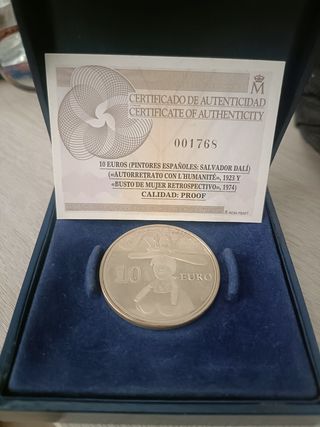 M
CERTIFICADO DE AUTENTICIDAD
CERTIFICATE OF AUTHENTICITY
001768
10 EUROS (PINTORES ESPAÑOLES: SALVADOR DALÍ)
(«AUTORRETRATO CON L'HUMANITÉ», 1923 Y
«BUSTO DE MUJER RETROSPECTIVO», 1974)
CALIDAD: PROOF
10 EURO